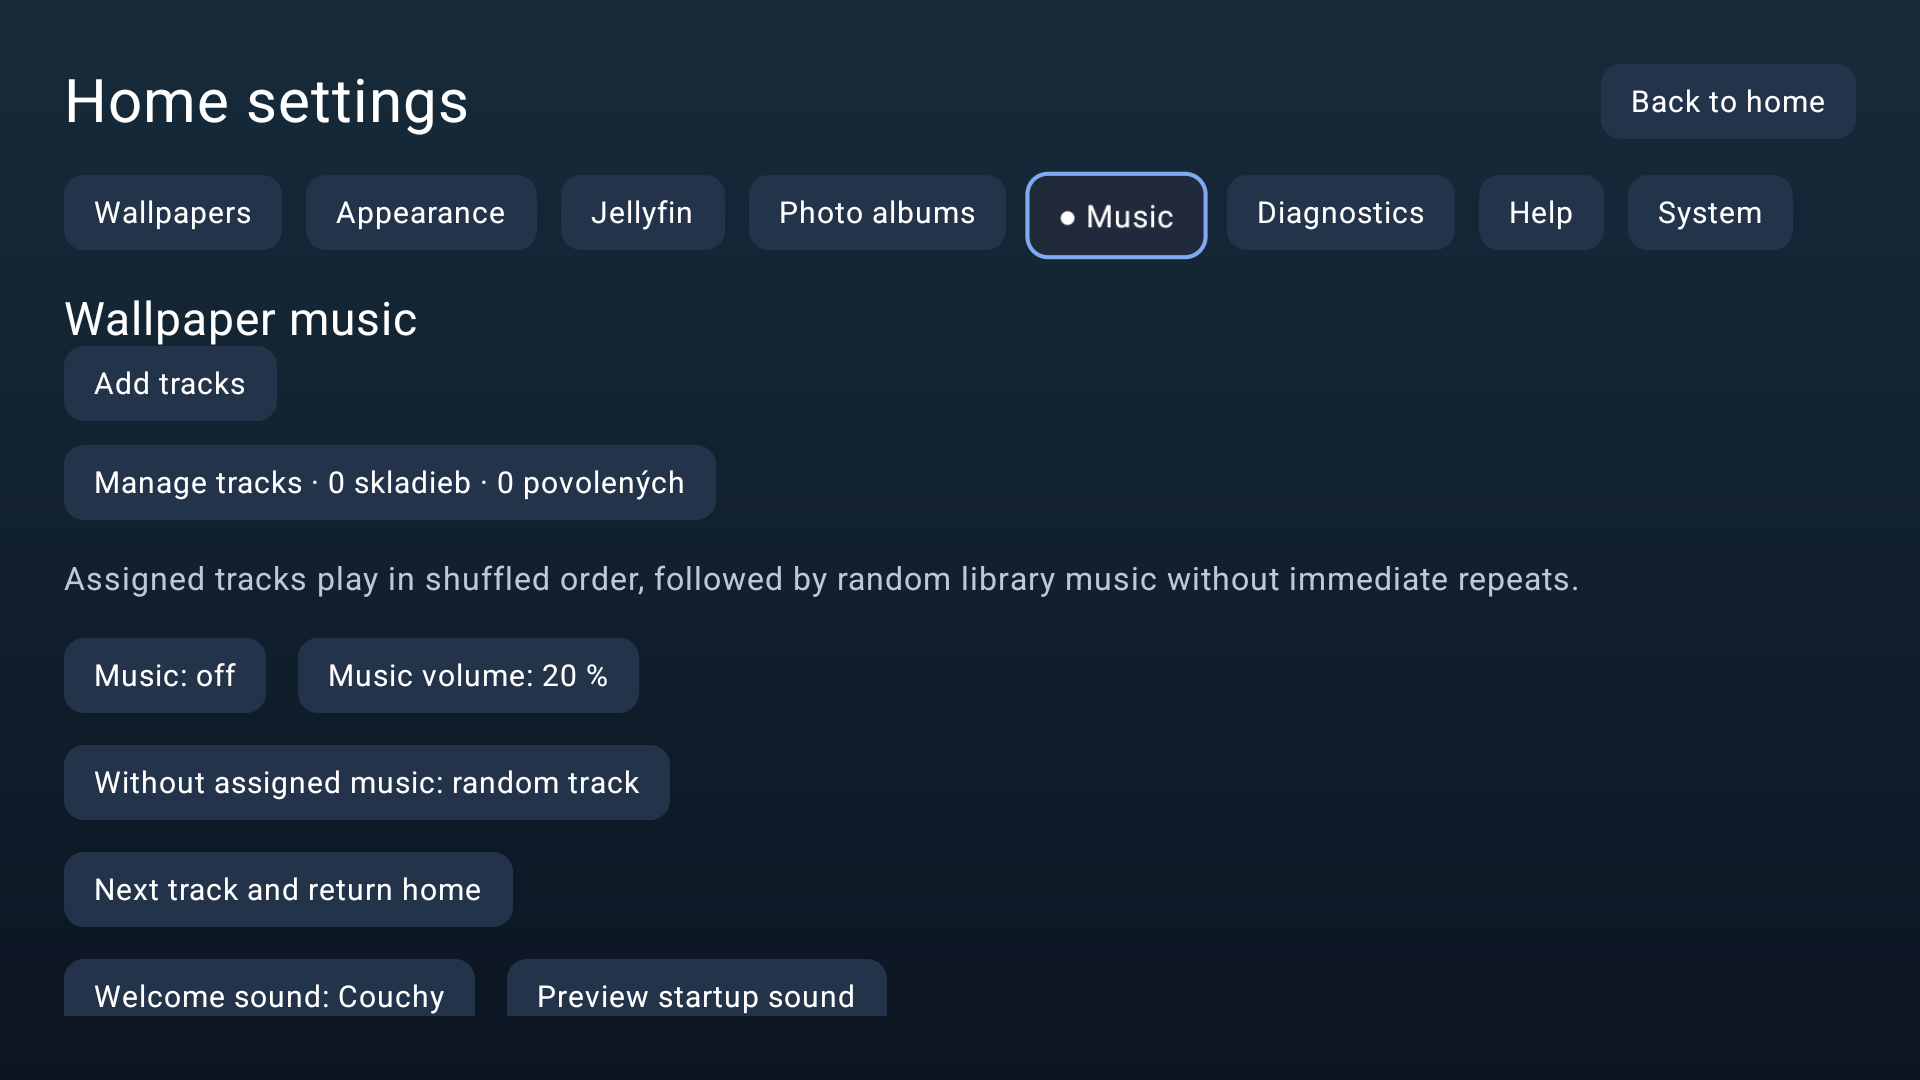 Home settings
Back to home
Wallpapers
Appearance
Jellyfin
Photo albums
● Music
Diagnostics
Help
System
Wallpaper music
Add tracks
Manage tracks · 0 skladieb · 0 povolených
Assigned tracks play in shuffled order, followed by random library music without immediate repeats.
Music: off
Music volume: 20 %
Without assigned music: random track
Next track and return home
Welcome sound: Couchy
Preview startup sound